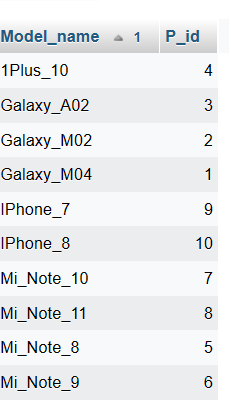 Model_name 1 P_id
1Plus_10 4
Galaxy_A02 3
Galaxy_M02 2
Galaxy_M04 1
IPhone_7 9
IPhone_8 10
Mi_Note_10 7
Mi_Note_11 8
Mi_Note_8 5
Mi_Note_9 6